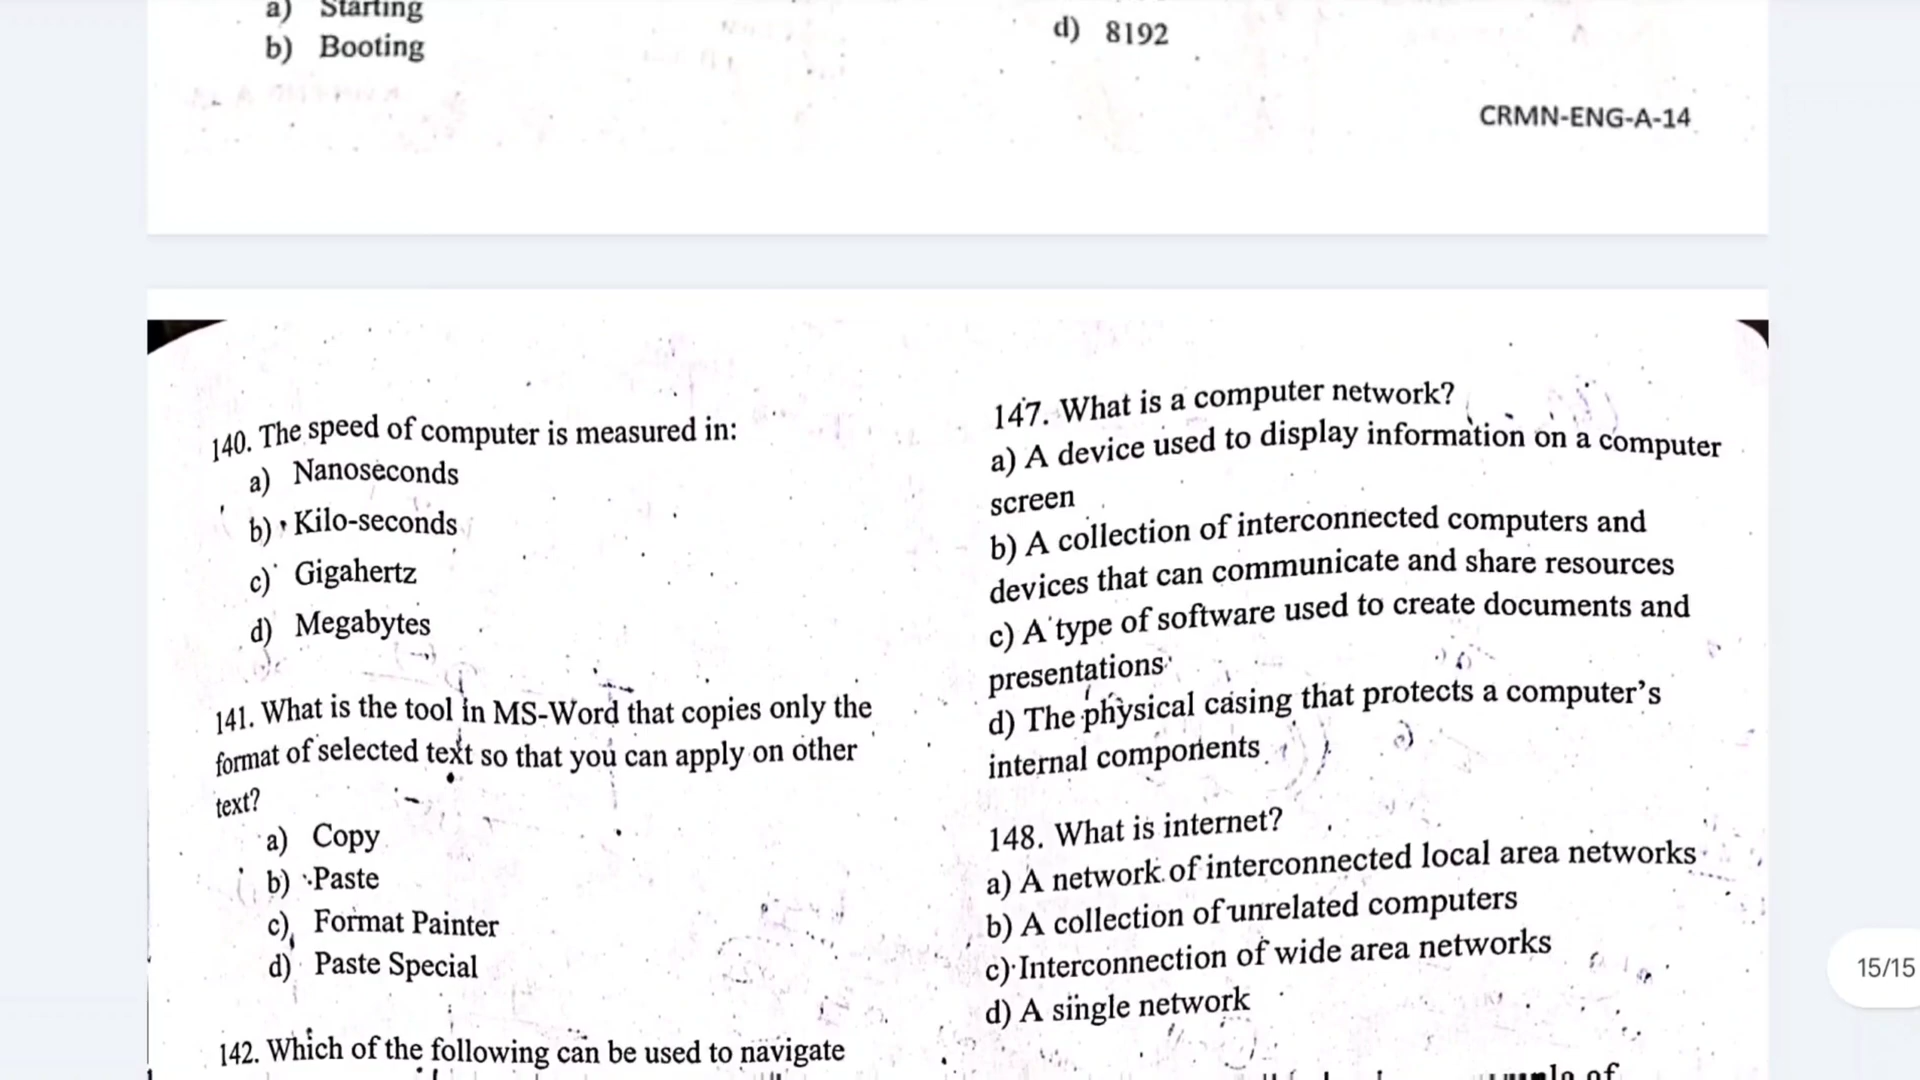 a) Starting
b) Booting
d) 8192
CRMN-ENG-A-14
140. The speed of computer is measured in:
a) Nanoseconds
b) Kilo-seconds
c) Gigahertz
d) Megabytes
141. What is the tool in MS-Word that copies only the
format of selected text so that you can apply on other
text?
a) Copy
b) Paste
c) Format Painter
d) Paste Special
142. Which of the following can be used to navigate
147. What is a computer network?
a) A device used to display information on a computer
screen
b) A collection of interconnected computers and
devices that can communicate and share resources
c) A type of software used to create documents and
presentations
d) The physical casing that protects a computer's
internal components
148. What is internet?
a) A network of interconnected local area networks
b) A collection of unrelated computers
c) Interconnection of wide area networks
d) A single network
of
15/15